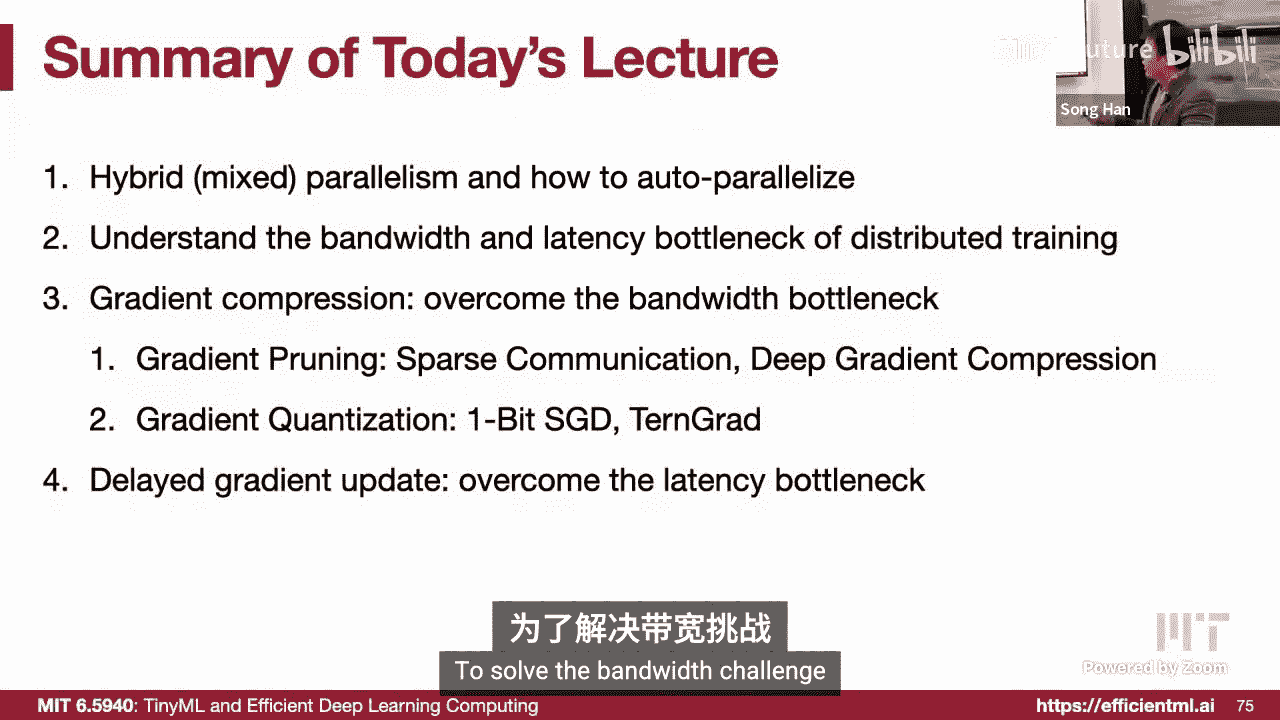 Summary of Today's Lecture
bilibili
Song Han
1. Hybrid (mixed) parallelism and how to auto-parallelize
2. Understand the bandwidth and latency bottleneck of distributed training
3. Gradient compression: overcome the bandwidth bottleneck
1. Gradient Pruning: Sparse Communication, Deep Gradient Compression
2. Gradient Quantization: 1-Bit SGD, TernGrad
4. Delayed gradient update: overcome the latency bottleneck
为了解决带宽挑战
To solve the bandwidth challenge
MIT
Powered by Zoom
MIT 6.5940: TinyML and Efficient Deep Learning Computing
https://efficientml.ai
75